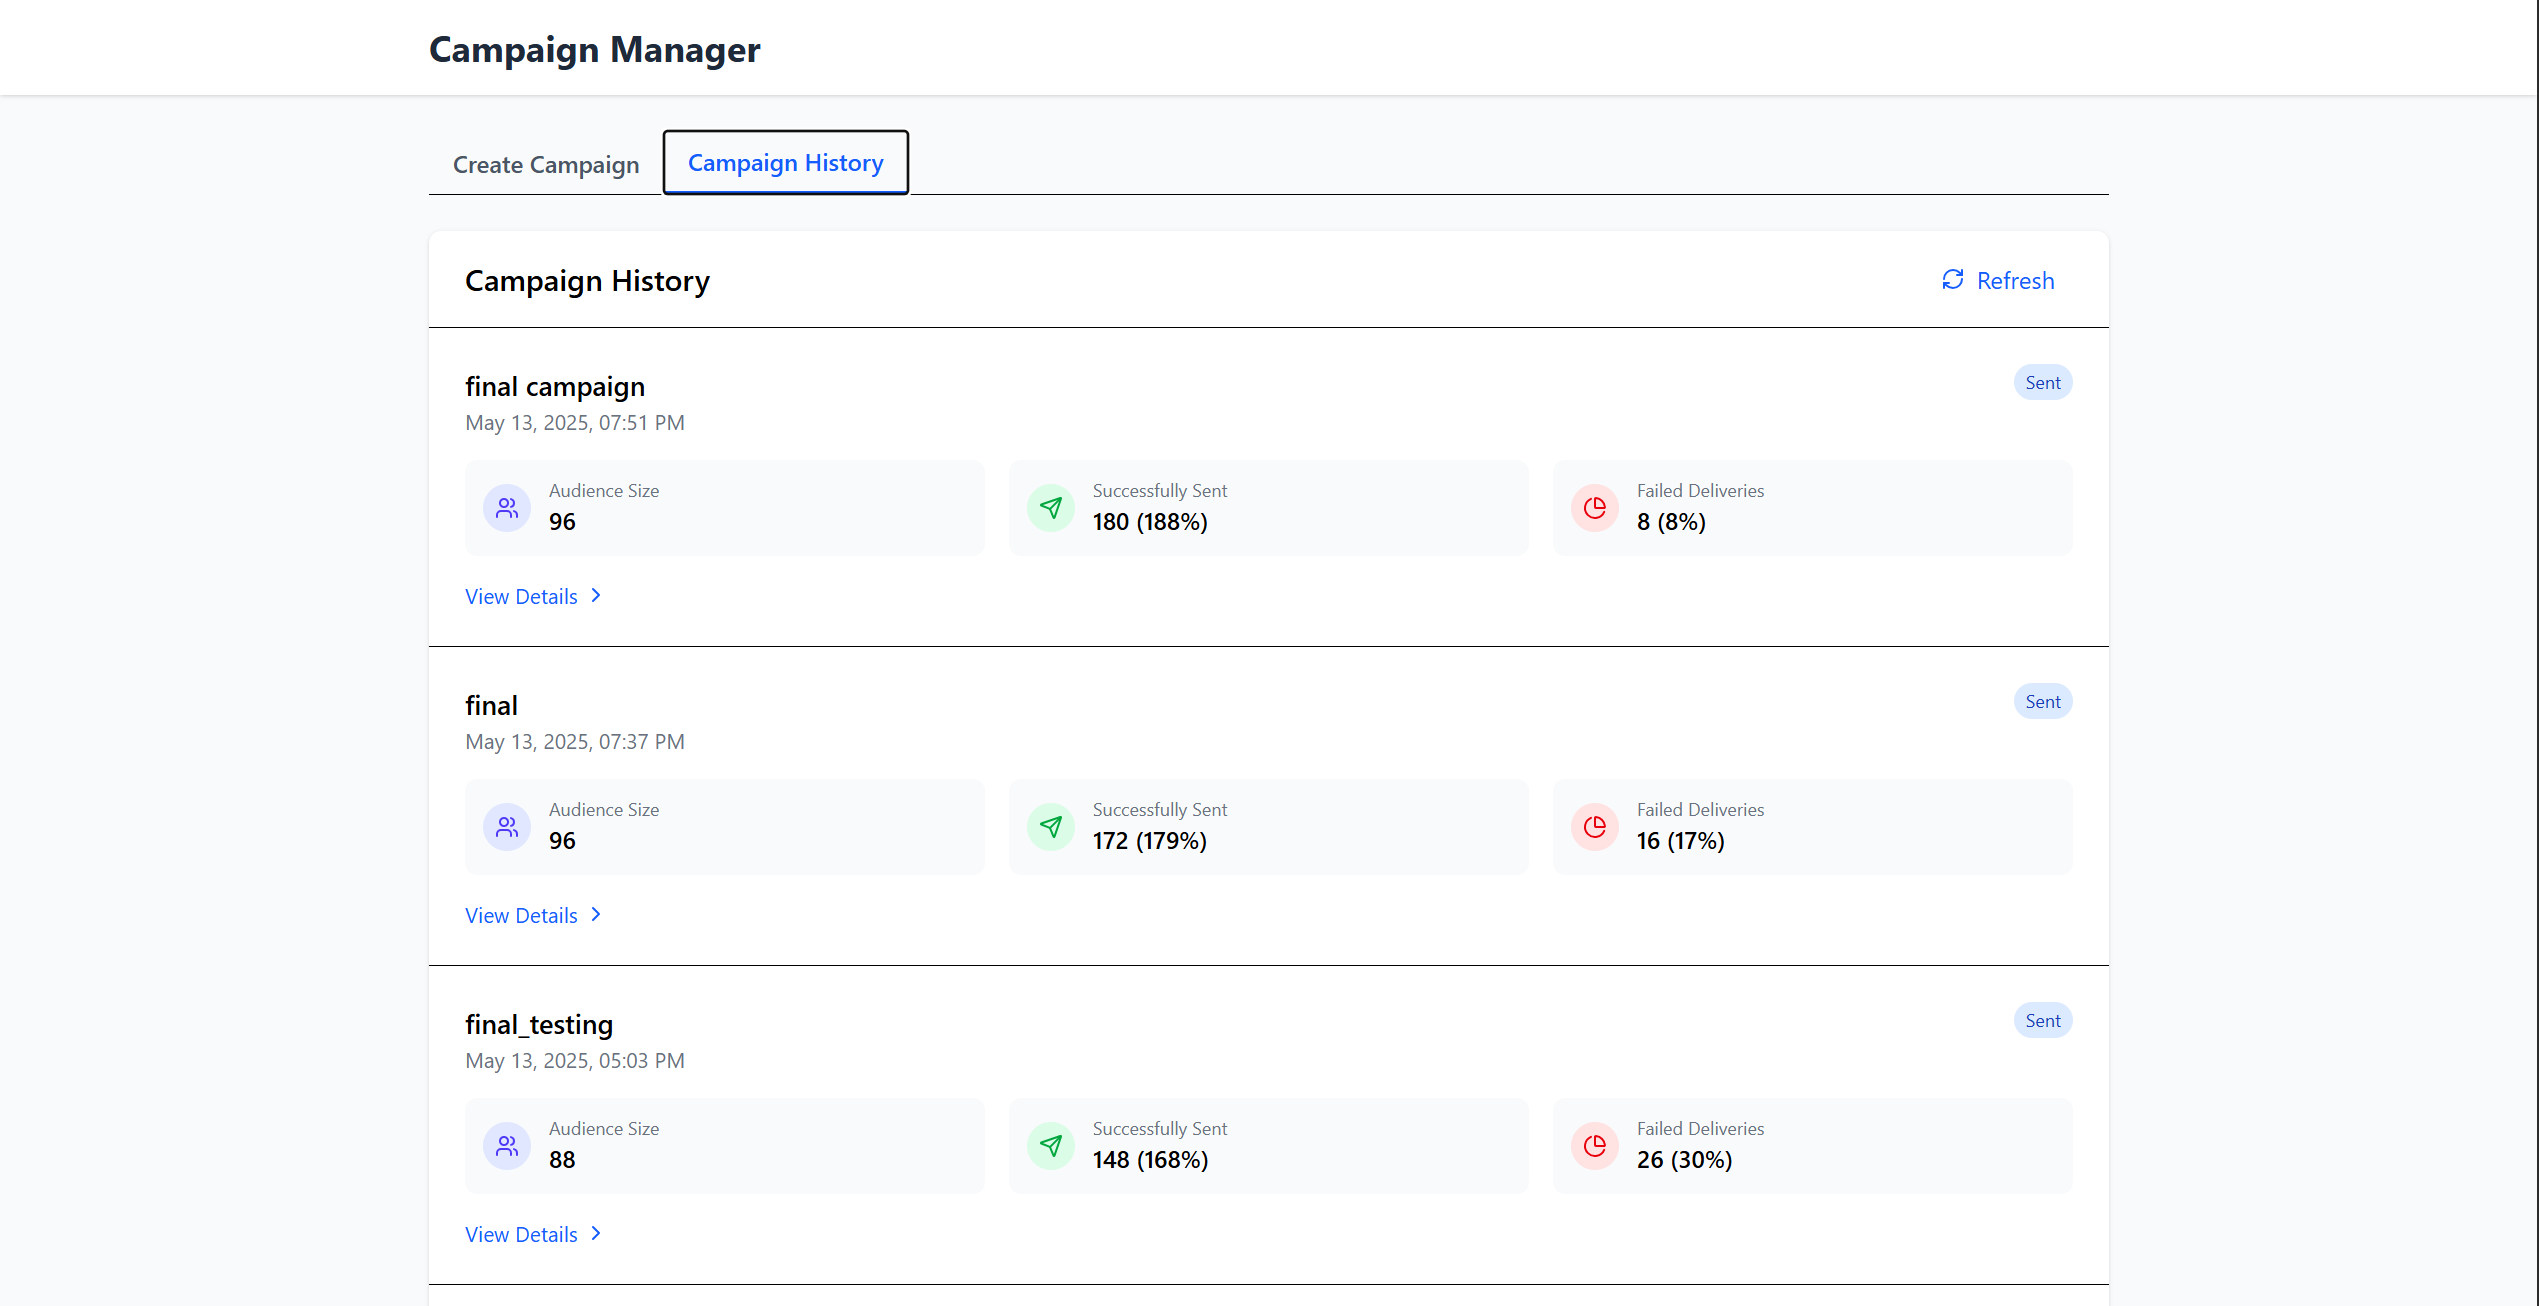 Campaign Manager
Create Campaign
Campaign History
Campaign History
Refresh
final campaign
Sent
May 13, 2025, 07:51 PM
Audience Size
96
Successfully Sent
180 (188%)
Failed Deliveries
8 (8%)
View Details
final
Sent
May 13, 2025, 07:37 PM
Audience Size
96
Successfully Sent
172 (179%)
Failed Deliveries
16 (17%)
View Details
final_testing
Sent
May 13, 2025, 05:03 PM
Audience Size
88
Successfully Sent
148 (168%)
Failed Deliveries
26 (30%)
View Details